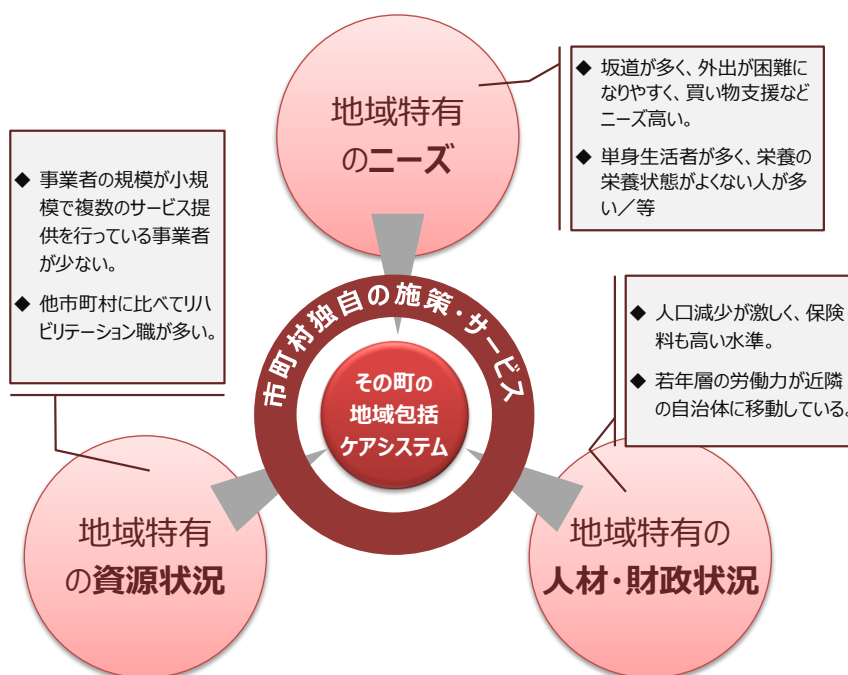 地域特有
のニーズ
◆ 坂道が多く、外出が困難に
なりやすく、買い物支援など
ニーズ高い。
◆ 単身生活者が多く、栄養の
栄養状態がよくない人が多
い／等
◆ 事業者の規模が小規
模で複数のサービス提
供を行っている事業者
が少ない。
◆ 他市町村に比べてリハ
ビリテーション職が多い。
市町村独自の施策・サービス
その町の
地域包括
ケアシステム
◆ 人口減少が激しく、保険
料も高い水準。
◆ 若年層の労働力が近隣
の自治体に移動している。
地域特有
の資源状況
地域特有の
人材・財政状況